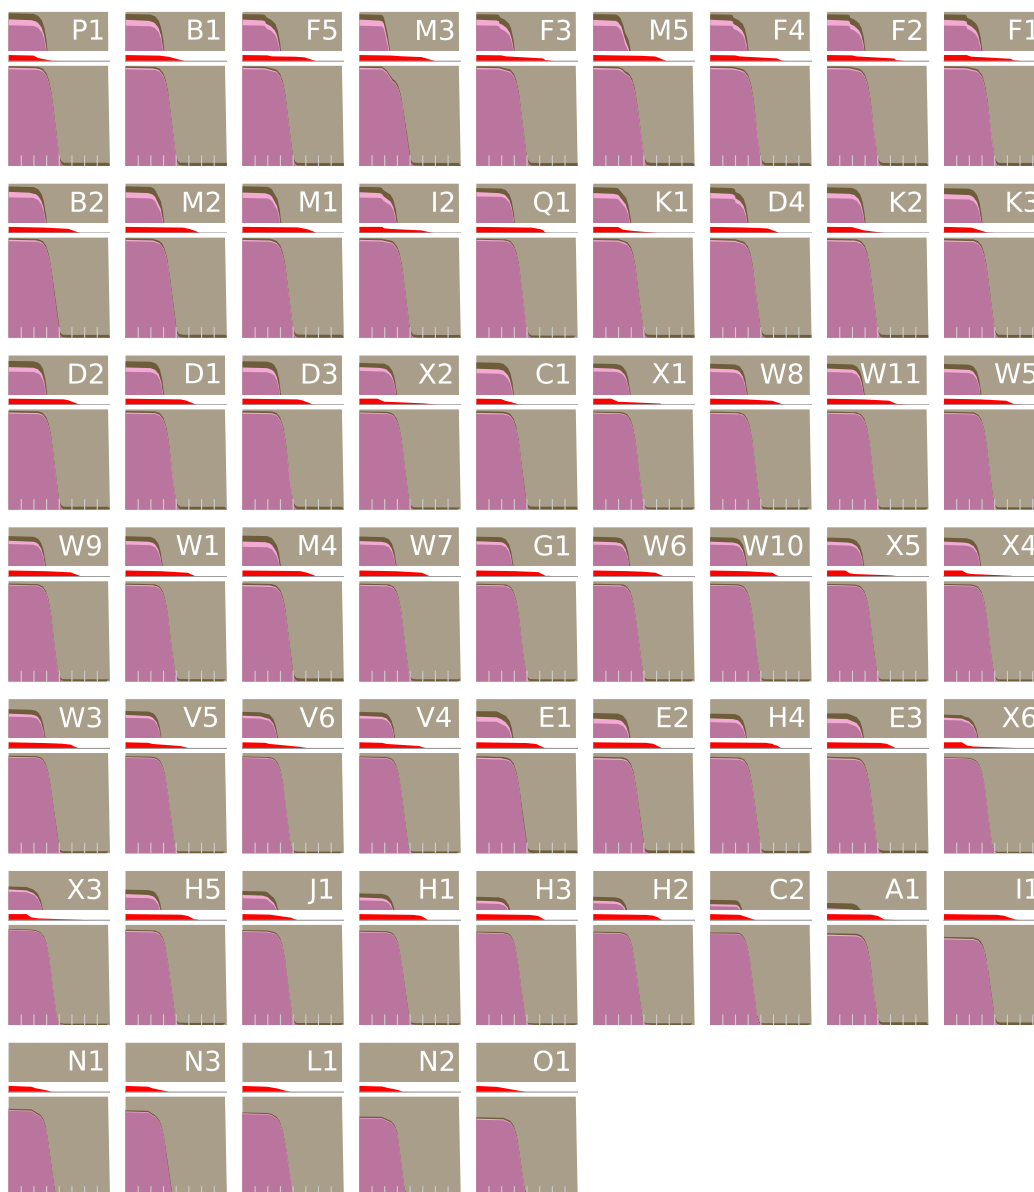 P1 B1 F5 M3 F3 M5 F4 F2 F1
B2 M2 M1 I2 Q1 K1 D4 K2 K3
D2 D1 D3 X2 C1 X1 W8 W11 W5
W9 W1 M4 W7 G1 W6 W10 X5 X4
W3 V5 V6 V4 E1 E2 H4 E3 X6
X3 H5 J1 H1 H3 H2 C2 A1 I1
N1 N3 L1 N2 O1